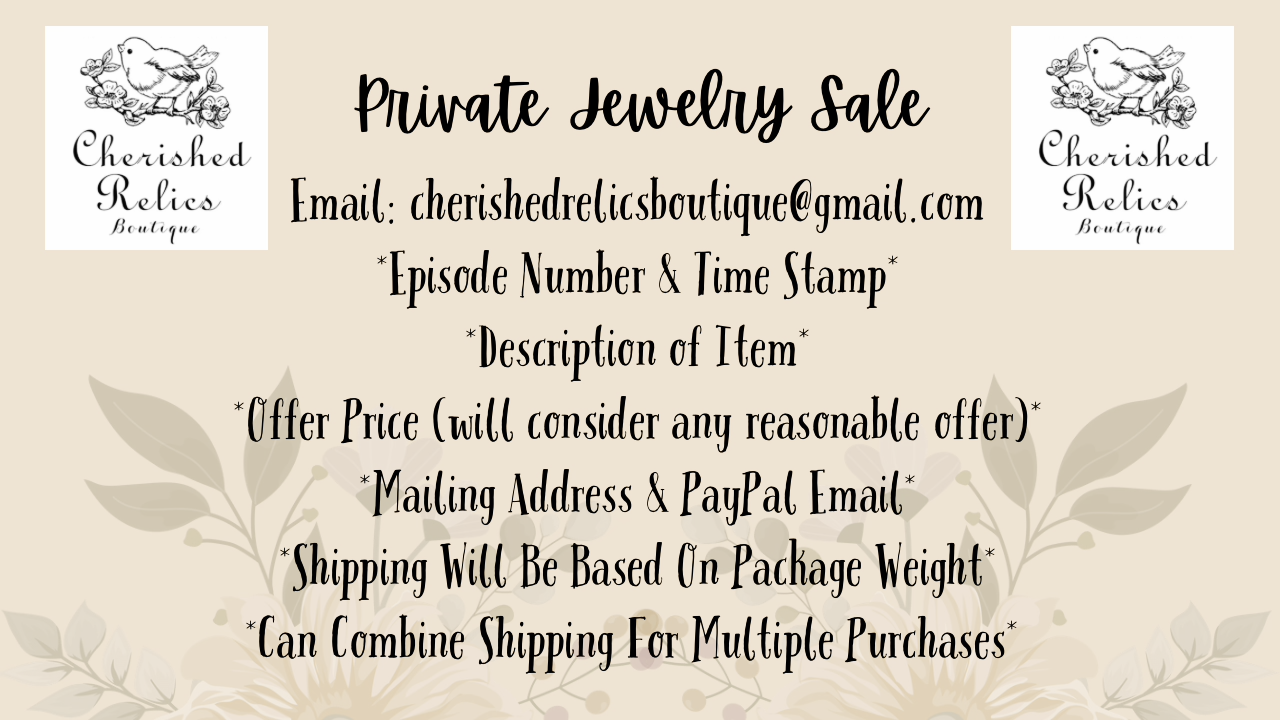 Cherished
Relics
Boutique
Private Jewelry Sale
Cherished
Relics
Boutique
Email: cherishedrelicsboutique@gmail.com
*Episode Number & Time Stamp*
*Description of Item*
*Offer Price (will consider any reasonable offer)*
*Mailing Address & PayPal Email*
*Shipping Will Be Based On Package Weight*
*Can Combine Shipping For Multiple Purchases*